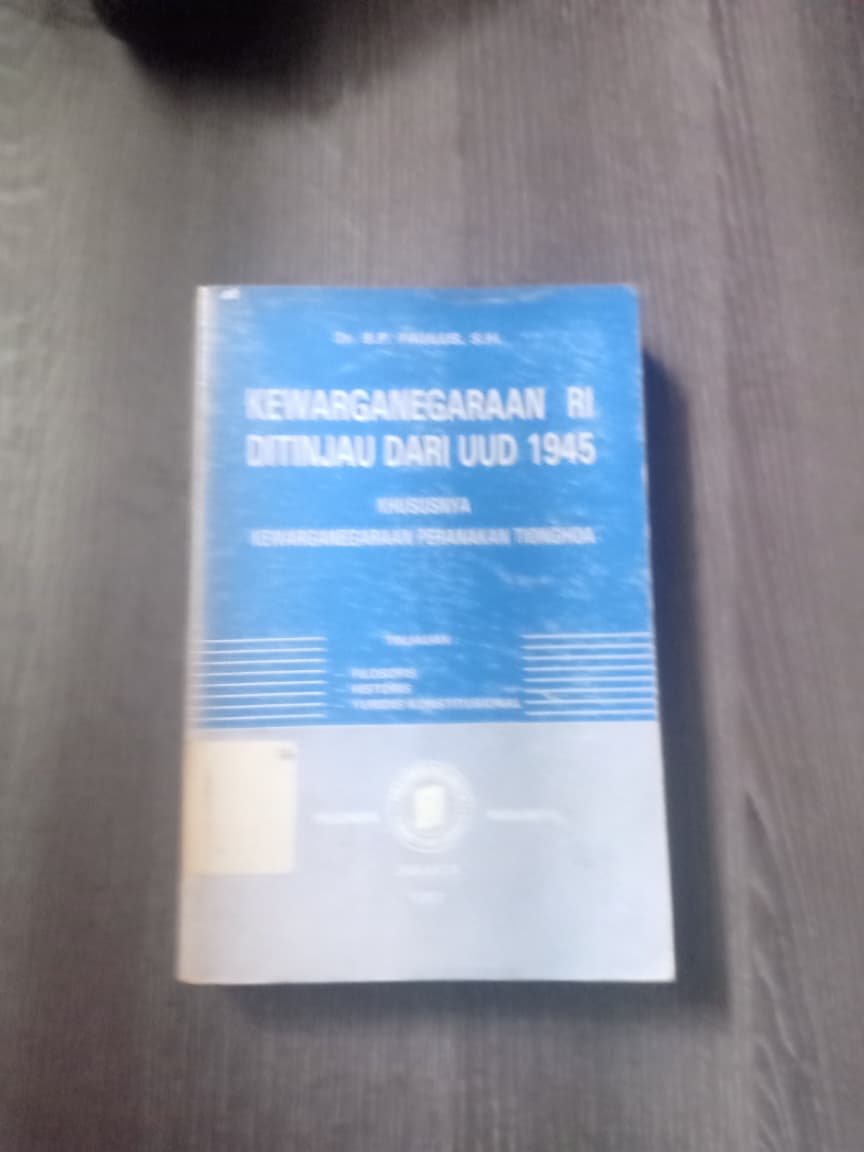 Dr. B.P. PAULUS, S.H.
KEWARGANEGARAAN RI
DITINJAU DARI UUD 1945
KHUSUSNYA
KEWARGANEGARAAN PERANAKAN TIONGHOA
TINJAUAN
FILOSOFIS
HISTORIS
YURIDIS KONSTITUSIONAL